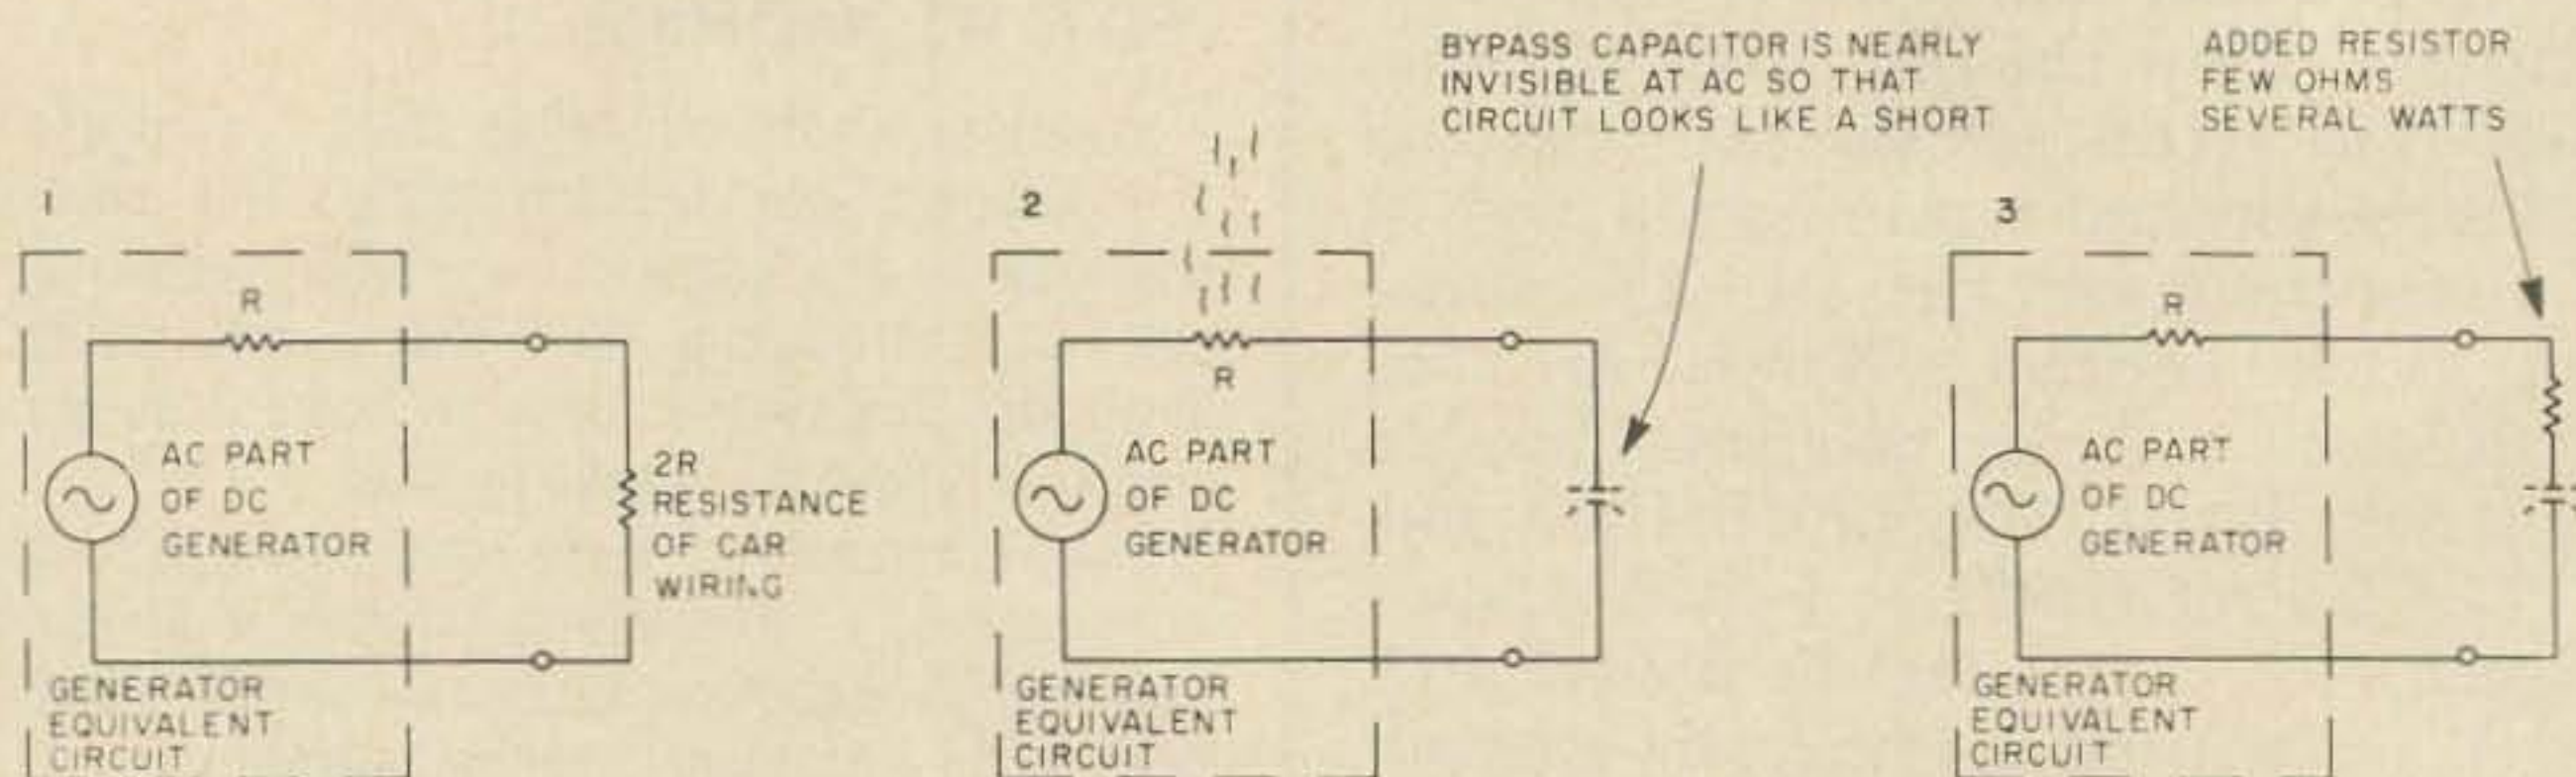 BYPASS CAPACITOR IS NEARLY
INVISIBLE AT AC SO THAT
CIRCUIT LOOKS LIKE A SHORT
ADDED RESISTOR
FEW OHMS
SEVERAL WATTS
1
R
AC PART
OF DC
GENERATOR
2R
RESISTANCE
OF CAR
WIRING
GENERATOR
EQUIVALENT
CIRCUIT
2
R
AC PART
OF DC
GENERATOR
GENERATOR
EQUIVALENT
CIRCUIT
3
R
AC PART
OF DC
GENERATOR
GENERATOR
EQUIVALENT
CIRCUIT